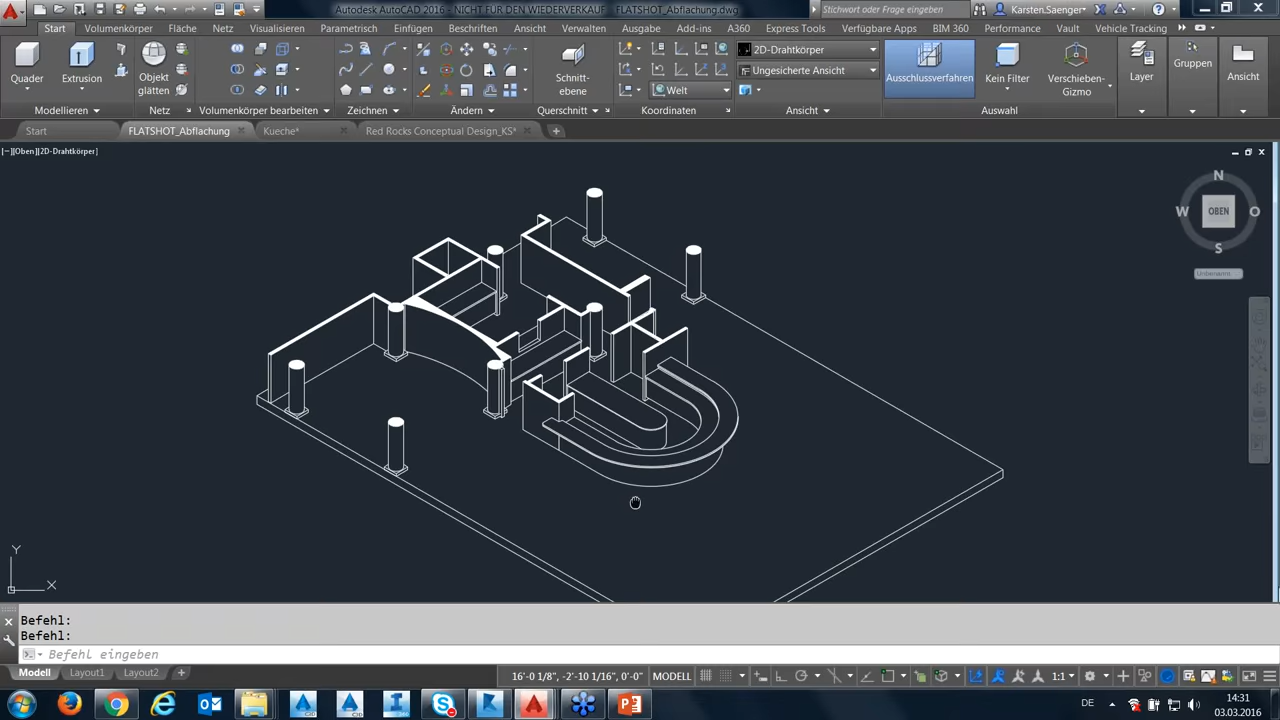 Autodesk AutoCAD 2016 - NICHT FÜR DEN WIEDERVERKAUF FLATSHOT_Abflachung.dwg
Stichwort oder Frage eingeben
Karsten.Saenger
Start Volumenkörper Fläche Netz Visualisieren Parametrisch Einfügen Beschriften Ansicht Verwalten Ausgabe Add-ins A360 Express Tools Verfügbare Apps BIM 360 Performance Vault Vehicle Tracking
Quader Extrusion Objekt glätten Schnitt-ebene 2D-Drahtkörper Ungesicherte Ansicht Welt Ausschlussverfahren Kein Filter Verschieben-Gizmo Layer Gruppen Ansicht
Modellieren Netz Volumenkörper bearbeiten Zeichnen Ändern Querschnitt Koordinaten Ansicht Auswahl
Start FLATSHOT_Abflachung Kueche* Red Rocks Conceptual Design_KS*
[−][Oben][2D-Drahtkörper]
N
W OBEN O
S
Unbenann...
Y
X
Befehl:
Befehl:
Befehl eingeben
Modell Layout1 Layout2 16'-0 1/8", -2'-10 1/16", 0'-0" MODELL 1:1
DE 14:31
03.03.2016